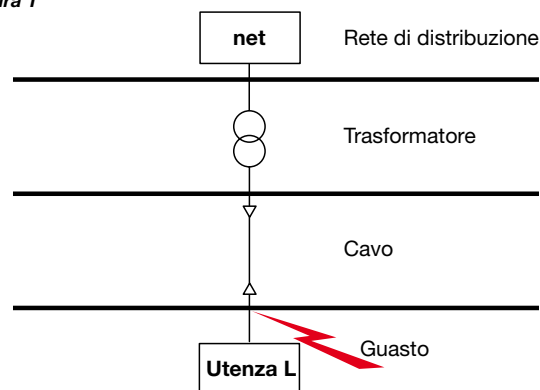 net
Rete di distribuzione
Trasformatore
Cavo
Guasto
Utenza L